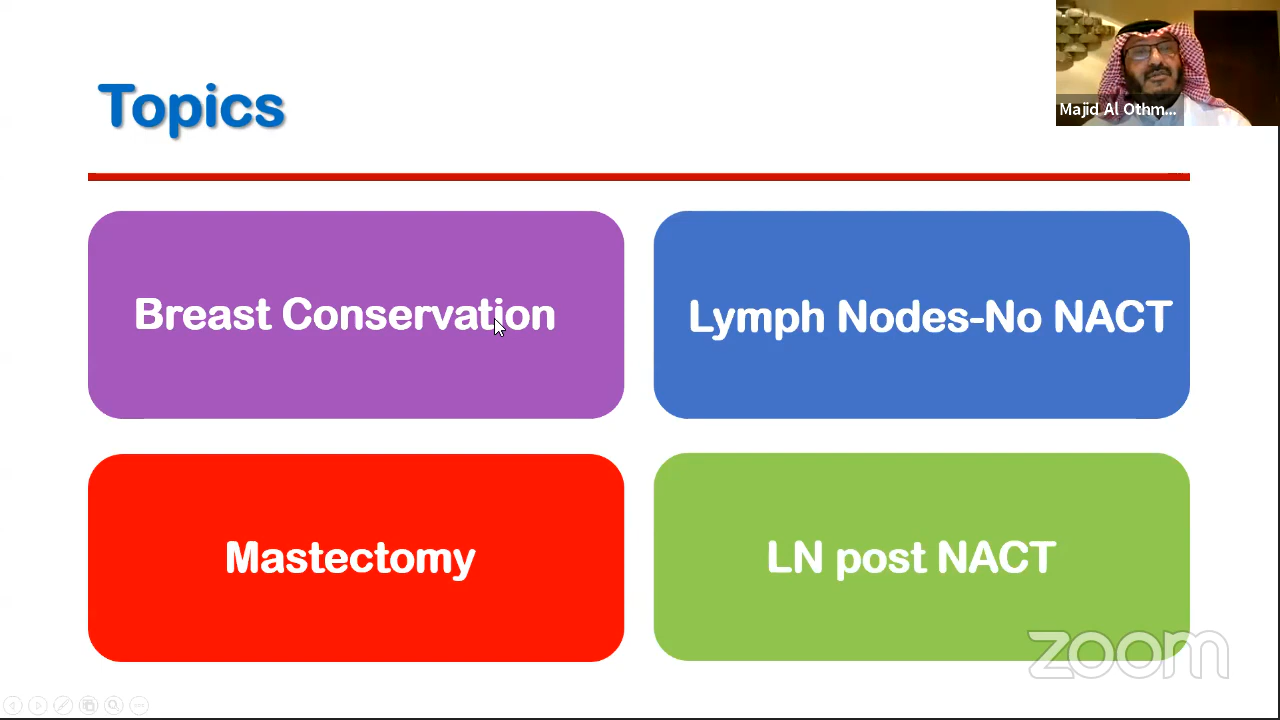 Topics
Majid Al Othm...
Breast Conservation
Lymph Nodes-No NACT
Mastectomy
LN post NACT
zoom